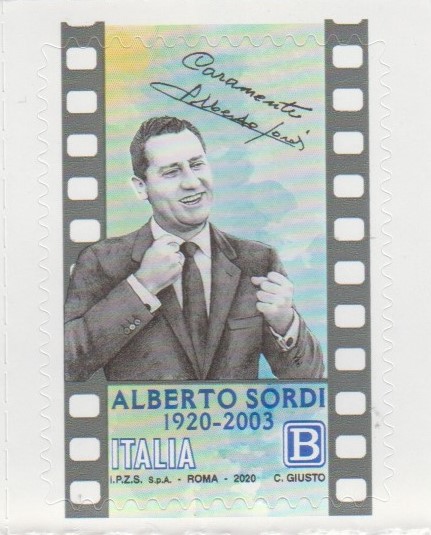 Caramente
Alberto Sordi
ALBERTO SORDI
1920-2003
ITALIA B
I.P.Z.S. S.p.A. - ROMA - 2020 C. GIUSTO